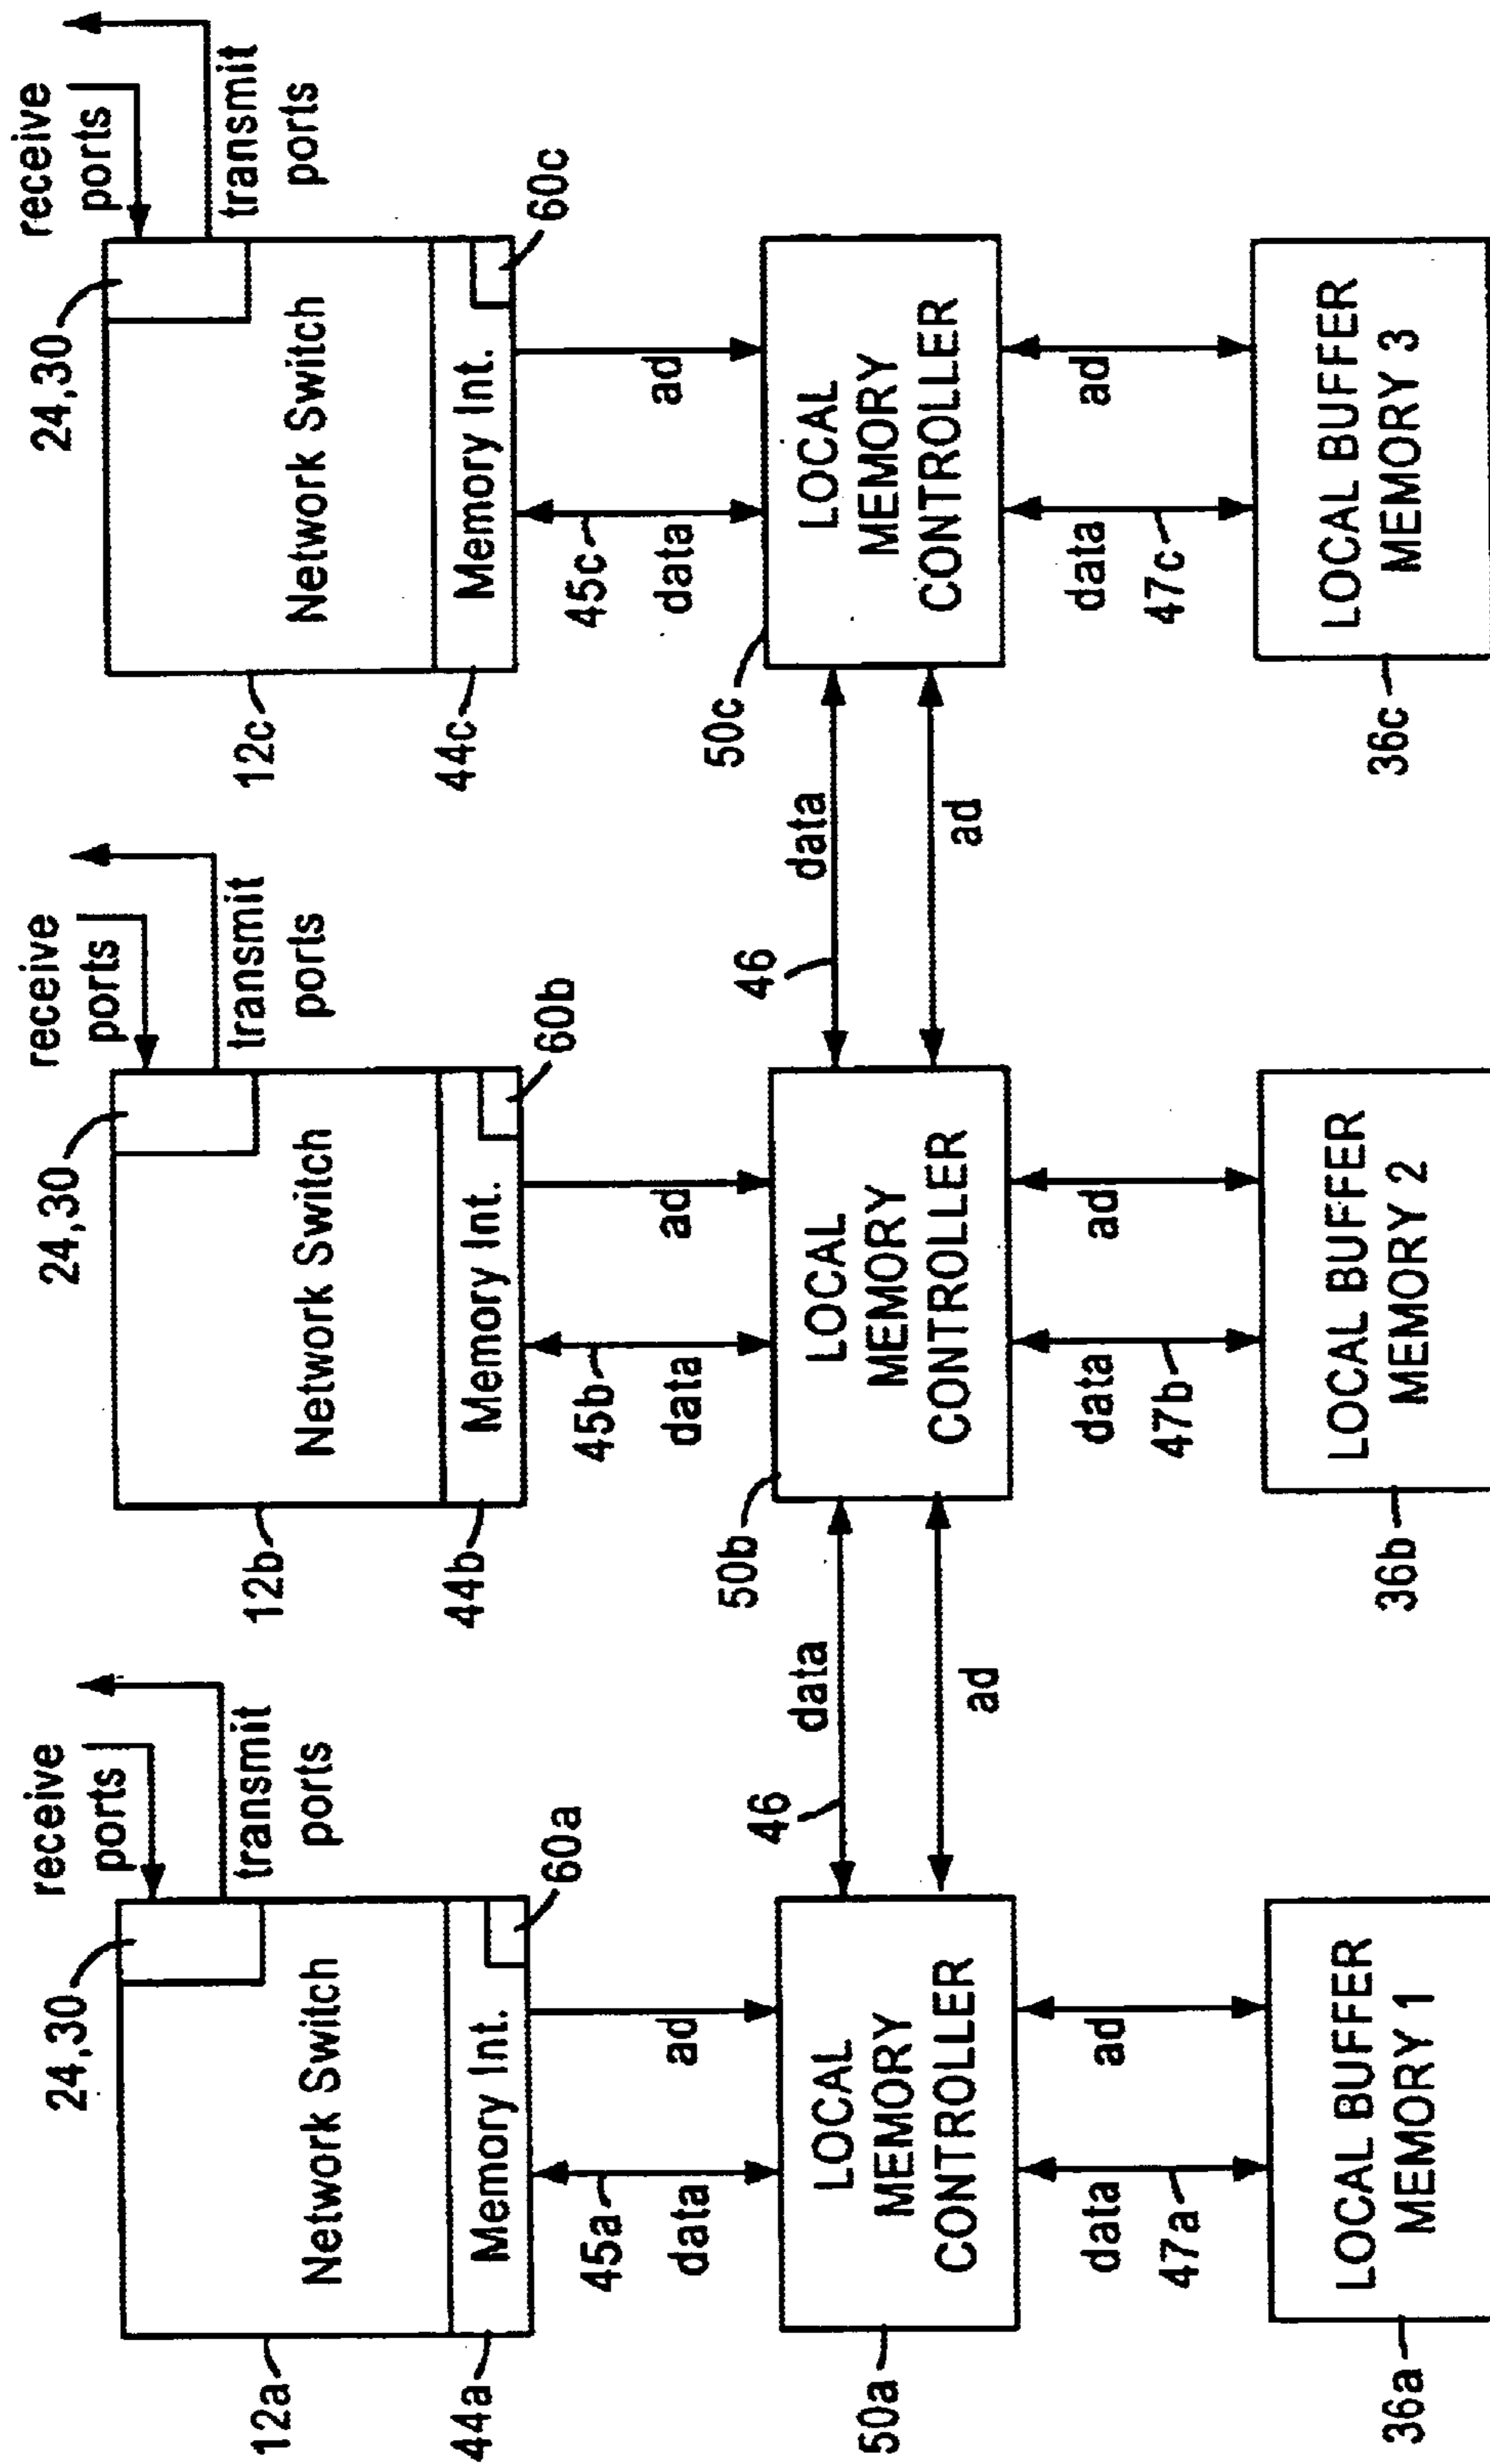 receive
ports
24,30
transmit
ports
Network Switch
12a
Memory Int.
44a
60a
45a
data
ad
LOCAL
MEMORY
CONTROLLER
50a
data
47a
ad
LOCAL BUFFER
MEMORY 1
36a
46
data
ad
receive
ports
24,30
transmit
ports
Network Switch
12b
Memory Int.
44b
60b
45b
data
ad
LOCAL
MEMORY
CONTROLLER
50b
data
47b
ad
LOCAL BUFFER
MEMORY 2
36b
46
data
ad
receive
ports
24,30
transmit
ports
Network Switch
12c
Memory Int.
44c
60c
45c
data
ad
LOCAL
MEMORY
CONTROLLER
50c
data
47c
ad
LOCAL BUFFER
MEMORY 3
36c